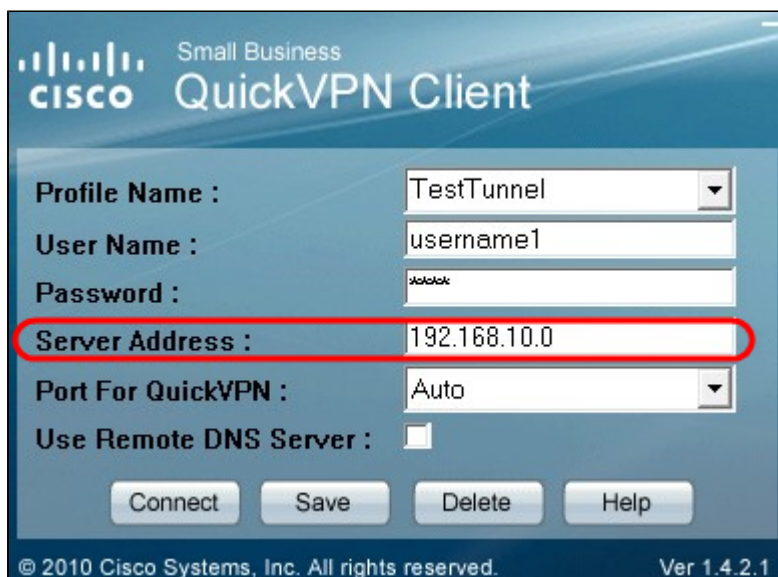 Small Business
CISCO QuickVPN Client
Profile Name : TestTunnel
User Name : username1
Password : ****
Server Address : 192.168.10.0
Port For QuickVPN : Auto
Use Remote DNS Server :
Connect Save Delete Help
© 2010 Cisco Systems, Inc. All rights reserved. Ver 1.4.2.1